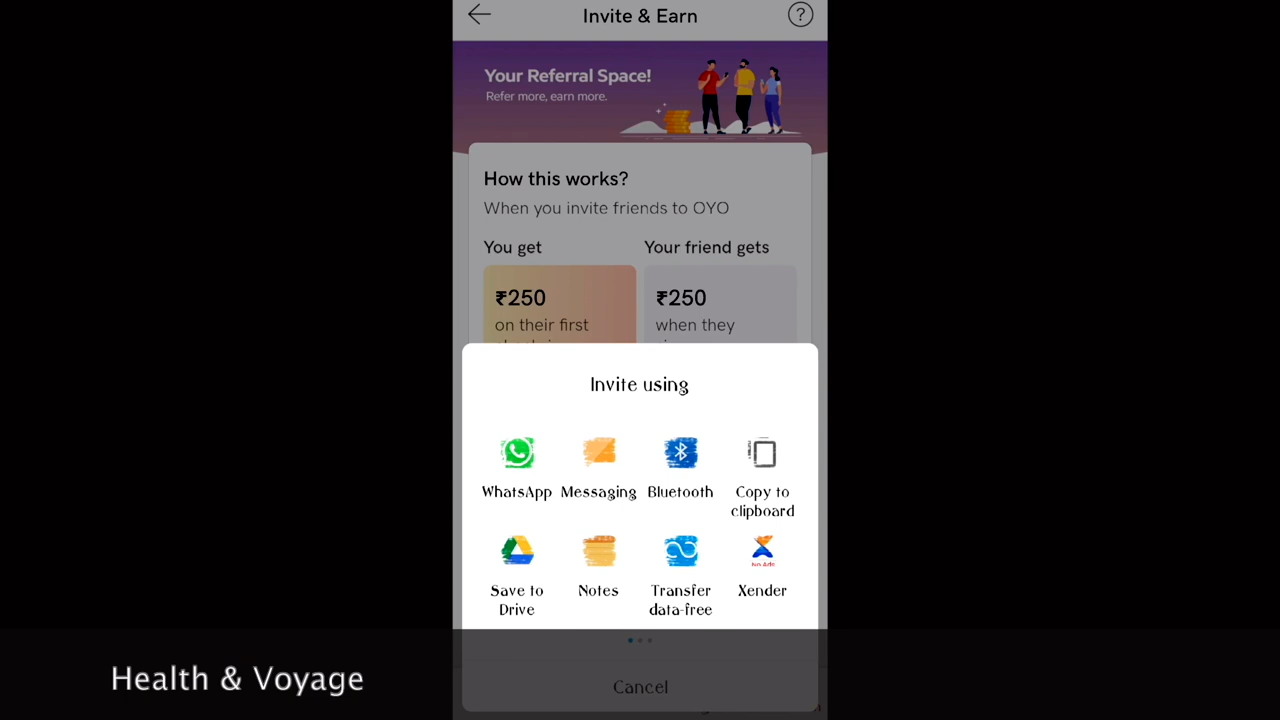 Invite & Earn
?
Your Referral Space!
Refer more, earn more.
How this works?
When you invite friends to OYO
You get
Your friend gets
₹250
₹250
on their first
when they
Invite using
WhatsApp
Messaging
Bluetooth
Copy to
clipboard
No Ads
Save to
Drive
Notes
Transfer
data-free
Xender
Health & Voyage
Cancel